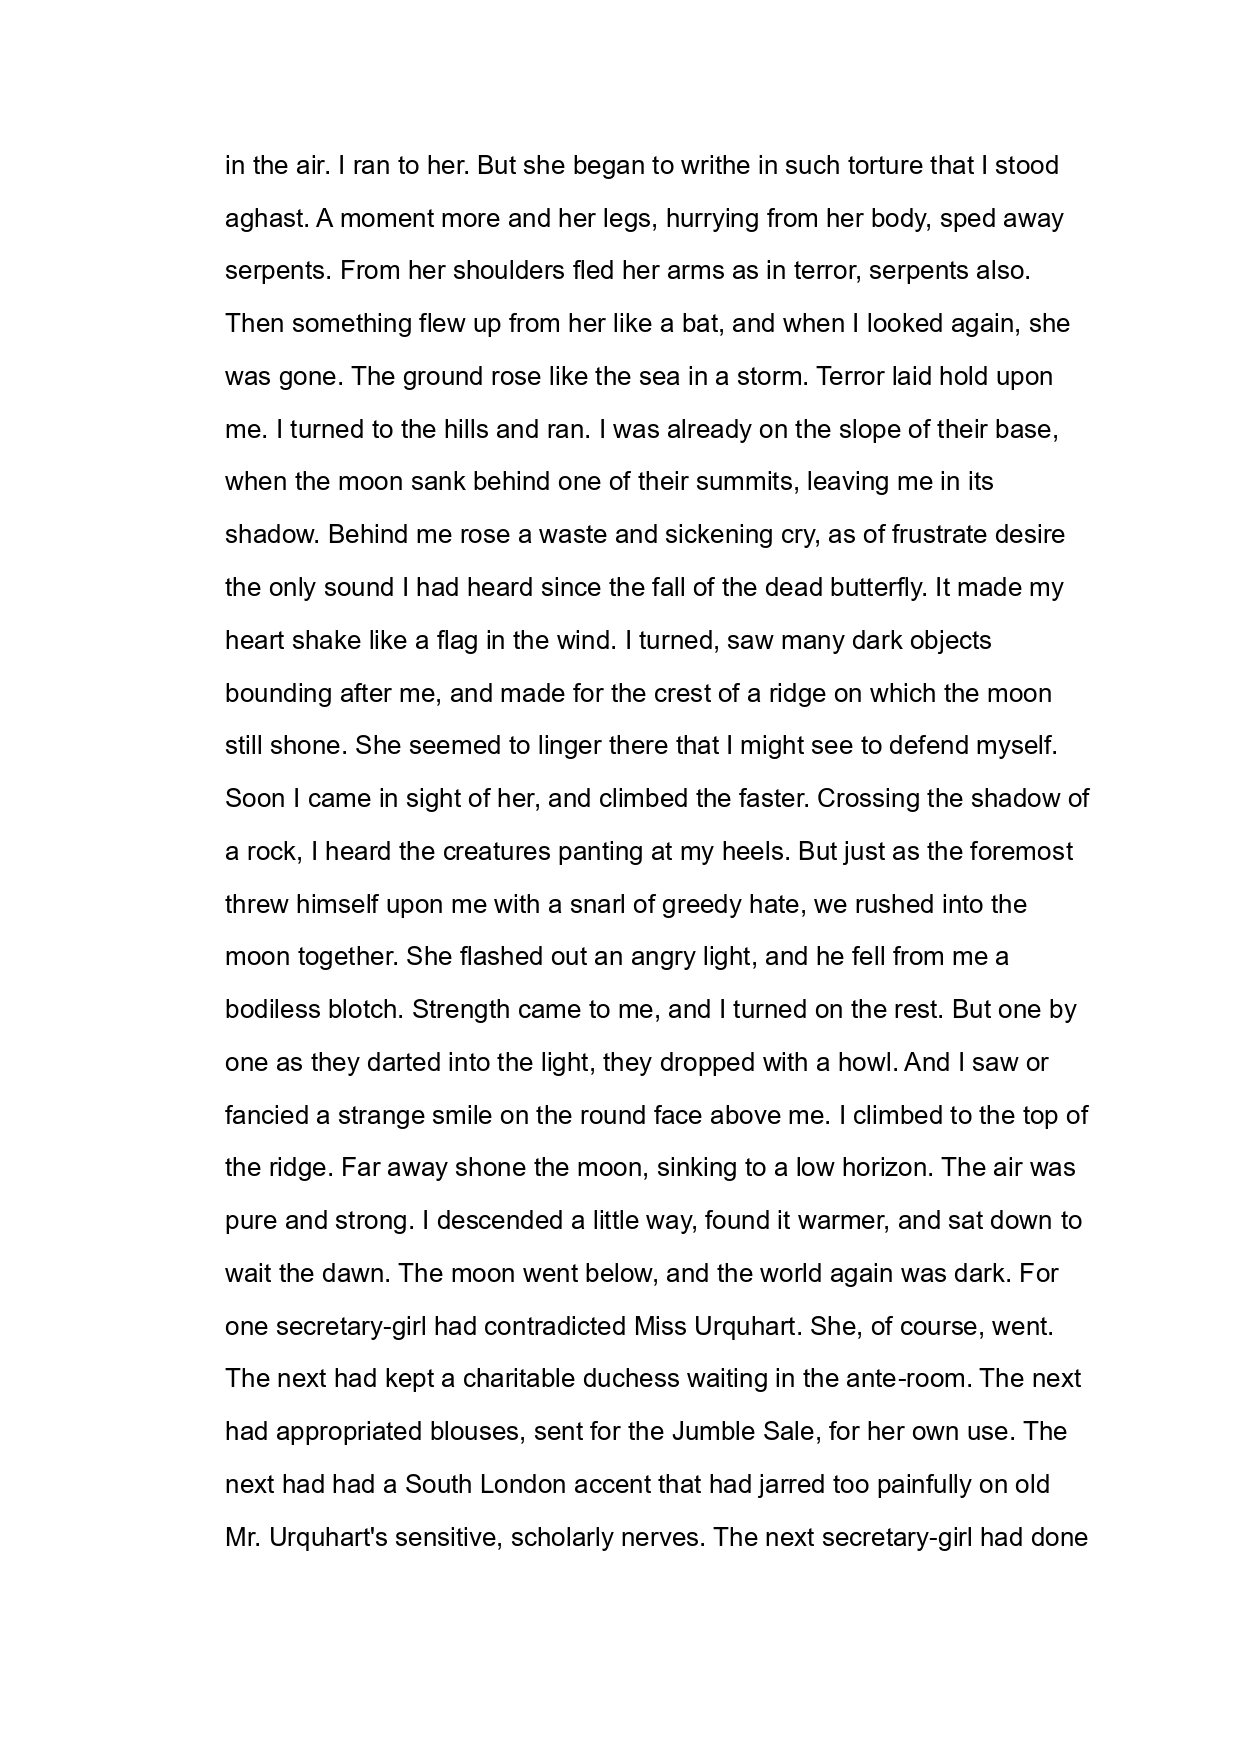 in the air. I ran to her. But she began to writhe in such torture that I stood
aghast. A moment more and her legs, hurrying from her body, sped away
serpents. From her shoulders fled her arms as in terror, serpents also.
Then something flew up from her like a bat, and when I looked again, she
was gone. The ground rose like the sea in a storm. Terror laid hold upon
me. I turned to the hills and ran. I was already on the slope of their base,
when the moon sank behind one of their summits, leaving me in its
shadow. Behind me rose a waste and sickening cry, as of frustrate desire
the only sound I had heard since the fall of the dead butterfly. It made my
heart shake like a flag in the wind. I turned, saw many dark objects
bounding after me, and made for the crest of a ridge on which the moon
still shone. She seemed to linger there that I might see to defend myself.
Soon I came in sight of her, and climbed the faster. Crossing the shadow of
a rock, I heard the creatures panting at my heels. But just as the foremost
threw himself upon me with a snarl of greedy hate, we rushed into the
moon together. She flashed out an angry light, and he fell from me a
bodiless blotch. Strength came to me, and I turned on the rest. But one by
one as they darted into the light, they dropped with a howl. And I saw or
fancied a strange smile on the round face above me. I climbed to the top of
the ridge. Far away shone the moon, sinking to a low horizon. The air was
pure and strong. I descended a little way, found it warmer, and sat down to
wait the dawn. The moon went below, and the world again was dark. For
one secretary-girl had contradicted Miss Urquhart. She, of course, went.
The next had kept a charitable duchess waiting in the ante-room. The next
had appropriated blouses, sent for the Jumble Sale, for her own use. The
next had had a South London accent that had jarred too painfully on old
Mr. Urquhart's sensitive, scholarly nerves. The next secretary-girl had done